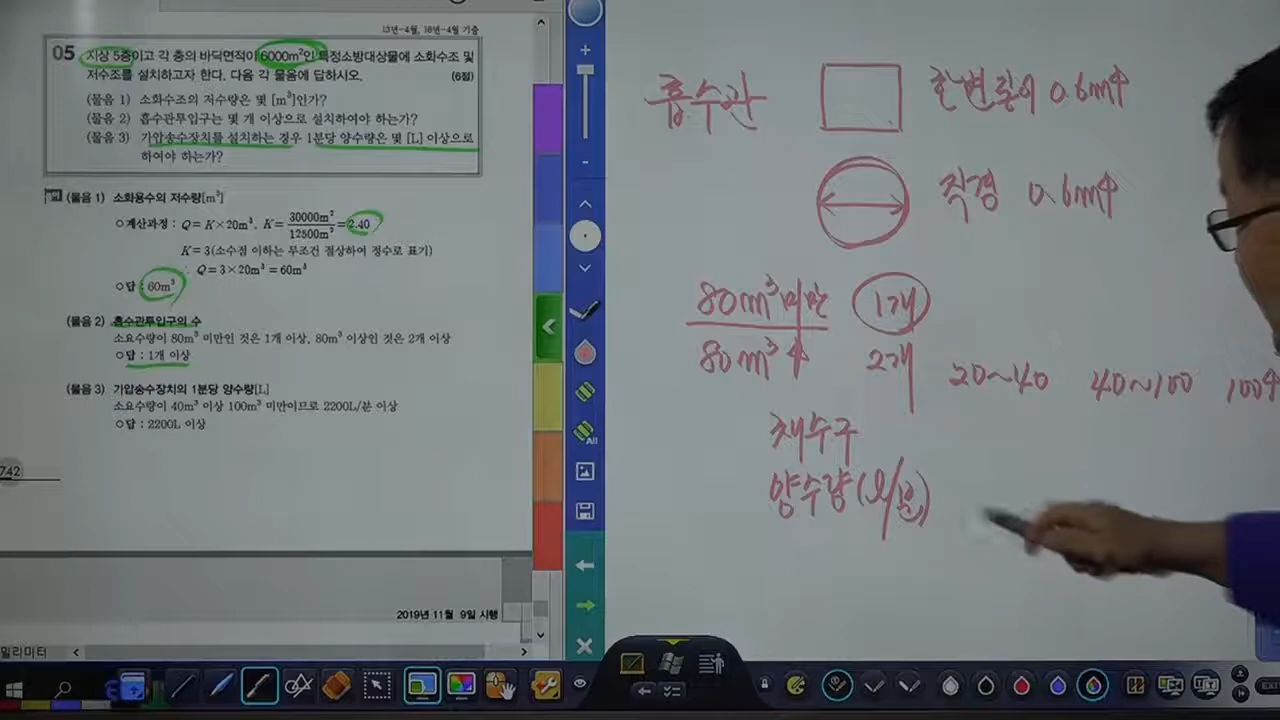 13년-4월, 18년-4월 기출
05 지상 5층이고 각 층의 바닥면적이 6000m²인 특정소방대상물에 소화수조 및
저수조를 설치하고자 한다. 다음 각 물음에 답하시오. (6점)
(물음 1) 소화수조의 저수량은 몇 [m³]인가?
(물음 2) 흡수관투입구는 몇 개 이상으로 설치하여야 하는가?
(물음 3) 가압송수장치를 설치하는 경우 1분당 양수량은 몇 [L] 이상으로
하여야 하는가?
(물음 1) 소화용수의 저수량[m³]
○계산과정 : Q = K×20m³, K = 30000m²/12500m² = 2.40
K = 3(소수점 이하는 무조건 절상하여 정수로 표기)
∴ Q = 3×20m³ = 60m³
○답 : 60m³
(물음 2) 흡수관투입구의 수
소요수량이 80m³ 미만인 것은 1개 이상, 80m³ 이상인 것은 2개 이상
○답 : 1개 이상
(물음 3) 가압송수장치의 1분당 양수량[L]
소요수량이 40m³ 이상 100m³ 미만이므로 2200L/분 이상
○답 : 2200L 이상
742
2019년 11월 9일 시행
밀리미터
흡수관 한변길이 0.6m↑
직경 0.6m↑
80m³미만 1개
80m³↑ 2개
20~40 40~100 100↑
채수구
양수량(ℓ/분)
All
EXIT